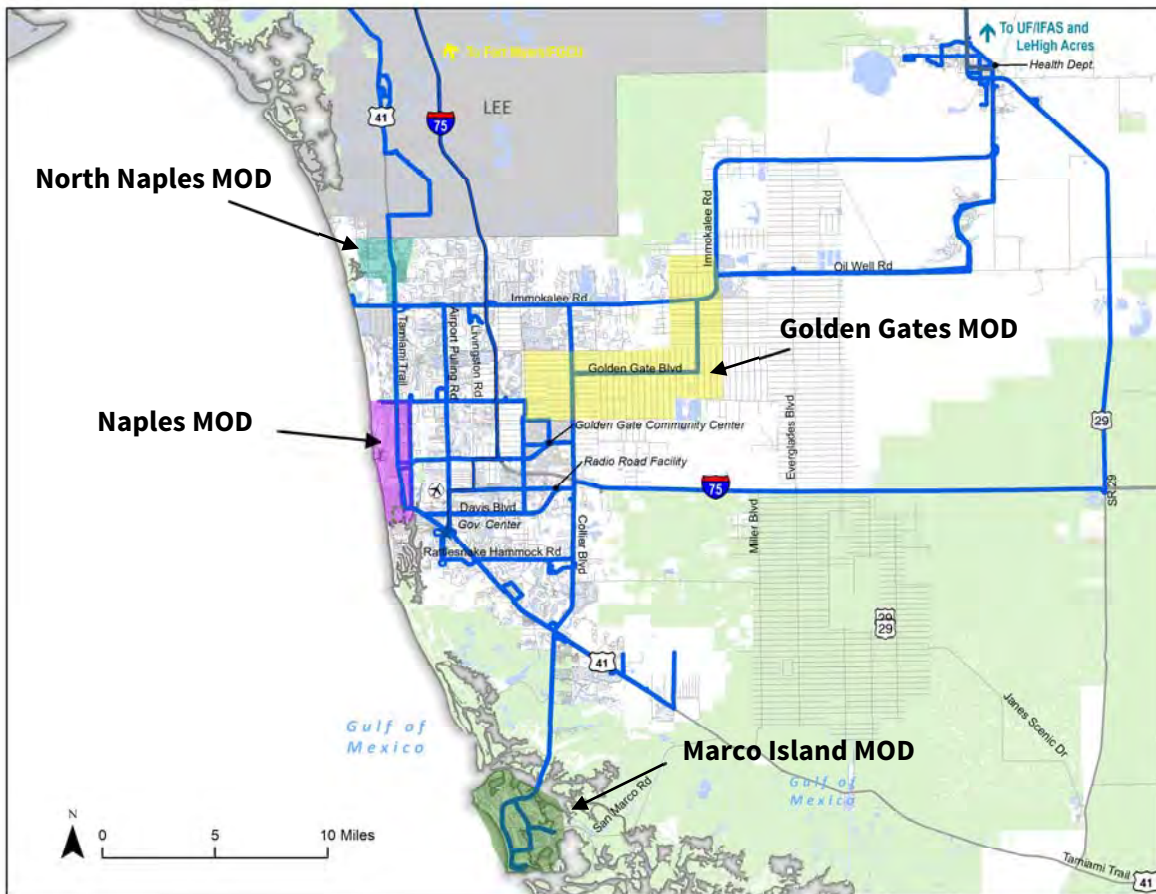 To UF/IFAS and
LeHigh Acres
Health Dept.
41
75
LEE
North Naples MOD
Immokalee Rd
Oil Well Rd
Immokalee Rd
Golden Gates MOD
Tamiami Trail
Airport Pulling Rd
Livingston Rd
Golden Gate Blvd
Naples MOD
Golden Gate Community Center
Everglades Blvd
29
Radio Road Facility
75
SR 29
Davis Blvd
Gov. Center
Miller Blvd
Collier Blvd
Rattlesnake Hammock Rd
29
29
41
Janes Scenic Dr
Gulf of
Mexico
Marco Island MOD
Gulf of
Mexico
San Marco Rd
N
0 5 10 Miles
Tamiami Trail
41